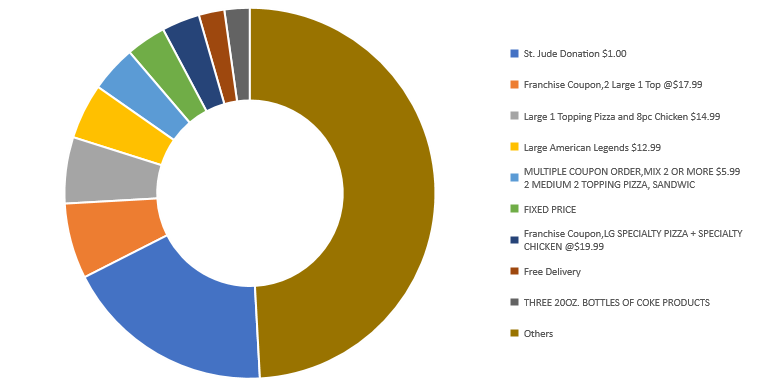 St. Jude Donation $1.00
Franchise Coupon,2 Large 1 Top @$17.99
Large 1 Topping Pizza and 8pc Chicken $14.99
Large American Legends $12.99
MULTIPLE COUPON ORDER,MIX 2 OR MORE $5.99
2 MEDIUM 2 TOPPING PIZZA, SANDWIC
FIXED PRICE
Franchise Coupon,LG SPECIALTY PIZZA + SPECIALTY
CHICKEN @$19.99
Free Delivery
THREE 20OZ. BOTTLES OF COKE PRODUCTS
Others